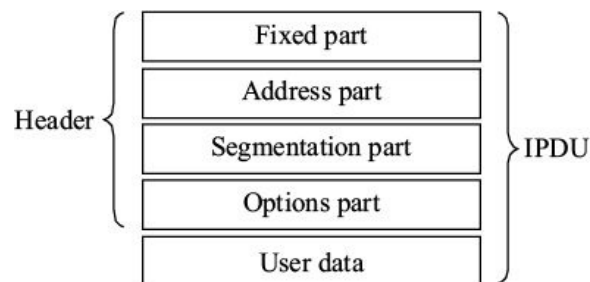 Fixed part
Address part
Header
Segmentation part
IPDU
Options part
User data